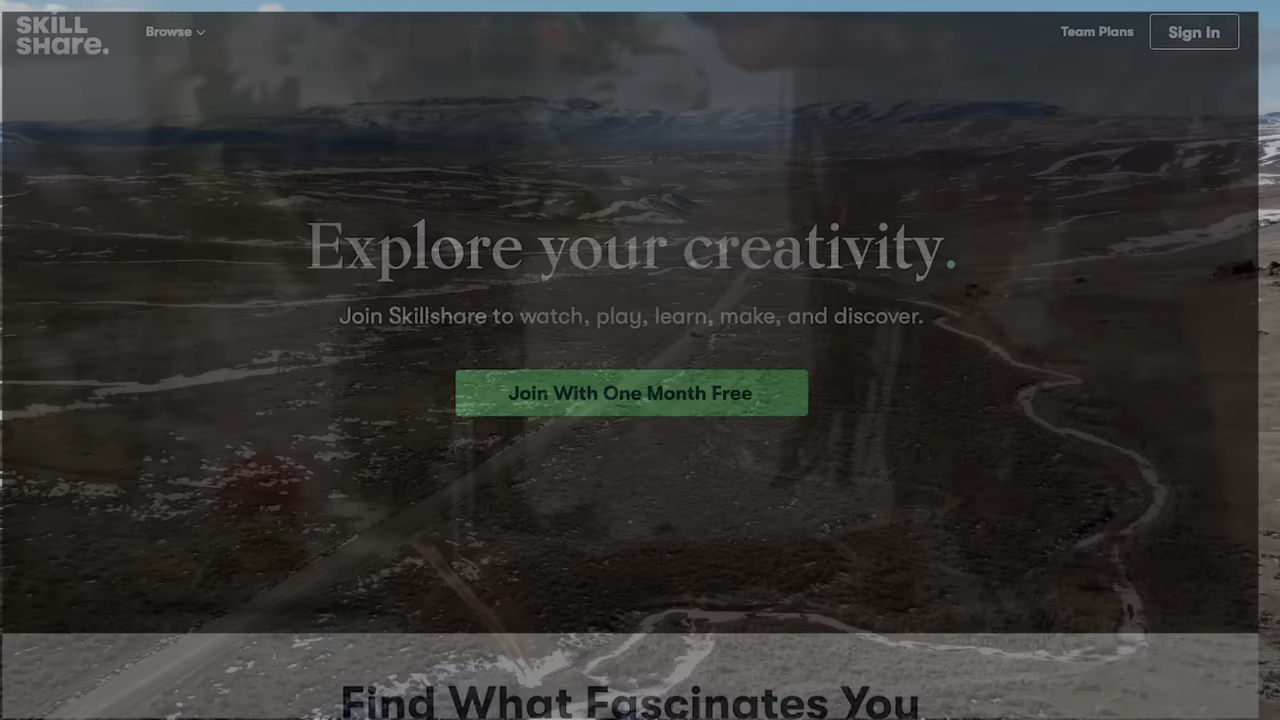 SKiLL
SHare.
Browse
Team Plans
Sign In
Explore your creativity.
Join Skillshare to watch, play, learn, make, and discover.
Join With One Month Free
Find What Fascinates You